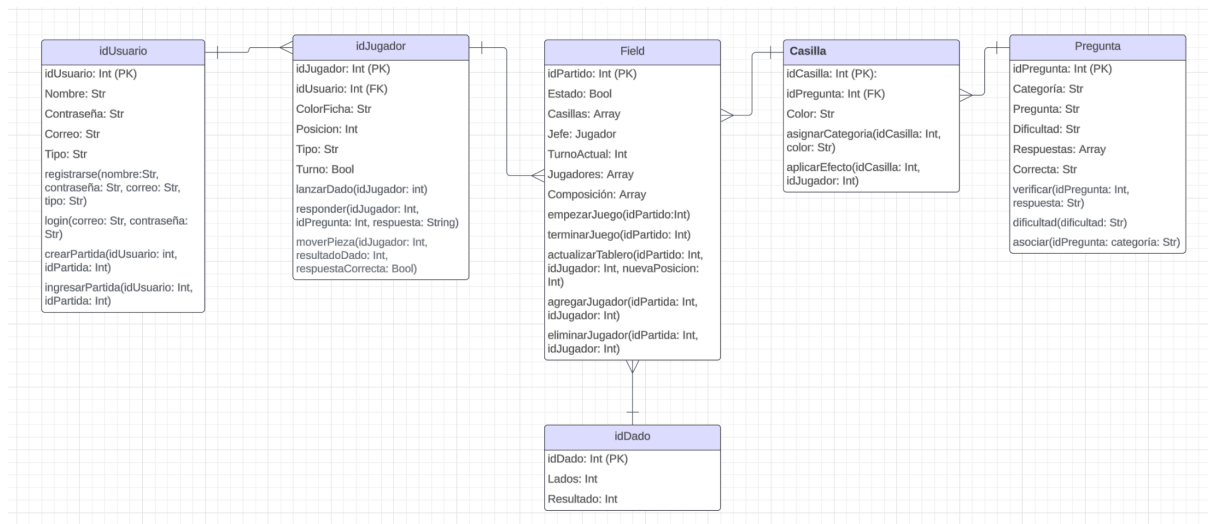 idUsuario
idUsuario: Int (PK)
Nombre: Str
Contraseña: Str
Correo: Str
Tipo: Str
registrarse(nombre:Str,
contraseña: Str, correo: Str,
tipo: Str)
login(correo: Str, contraseña:
Str)
crearPartida(idUsuario: int,
idPartida: Int)
ingresarPartida(idUsuario: Int,
idPartida: Int)
idJugador
idJugador: Int (PK)
idUsuario: Int (FK)
ColorFicha: Str
Posicion: Int
Tipo: Str
Turno: Bool
lanzarDado(idJugador: int)
responder(idJugador: Int,
idPregunta: Int, respuesta: String)
moverPieza(idJugador: Int,
resultadoDado: Int,
respuestaCorrecta: Bool)
Field
idPartido: Int (PK)
Estado: Bool
Casillas: Array
Jefe: Jugador
TurnoActual: Int
Jugadores: Array
Composición: Array
empezarJuego(idPartido:Int)
terminarJuego(idPartido: Int)
actualizarTablero(idPartido: Int,
idJugador: Int, nuevaPosicion:
Int)
agregarJugador(idPartida: Int,
idJugador: Int)
eliminarJugador(idPartida: Int,
idJugador: Int)
Casilla
idCasilla: Int (PK):
idPregunta: Int (FK)
Color: Str
asignarCategoria(idCasilla: Int,
color: Str)
aplicarEfecto(idCasilla: Int,
idJugador: Int)
Pregunta
idPregunta: Int (PK)
Categoría: Str
Pregunta: Str
Dificultad: Str
Respuestas: Array
Correcta: Str
verificar(idPregunta: Int,
respuesta: Str)
dificultad(dificultad: Str)
asociar(idPregunta: categoría: Str)
idDado
idDado: Int (PK)
Lados: Int
Resultado: Int